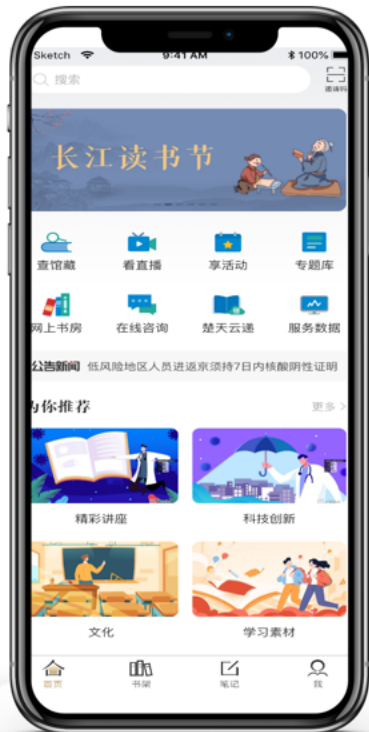 Sketch 9:41 AM 100%
搜索
邀请码
长江读书节
查馆藏 看直播 享活动 专题库
网上书房 在线咨询 楚天云递 服务数据
公告新闻 低风险地区人员进返京须持7日内核酸阴性证明
为你推荐 更多 >
精彩讲座 科技创新
文化 学习素材
首页 书架 笔记 我